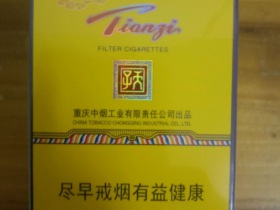 Tianzi
FILTER CIGARETTES
重庆中烟工业有限责任公司出品
CHINA TOBACCO CHONGQING INDUSTRIAL CO., LTD.
尽早戒烟有益健康